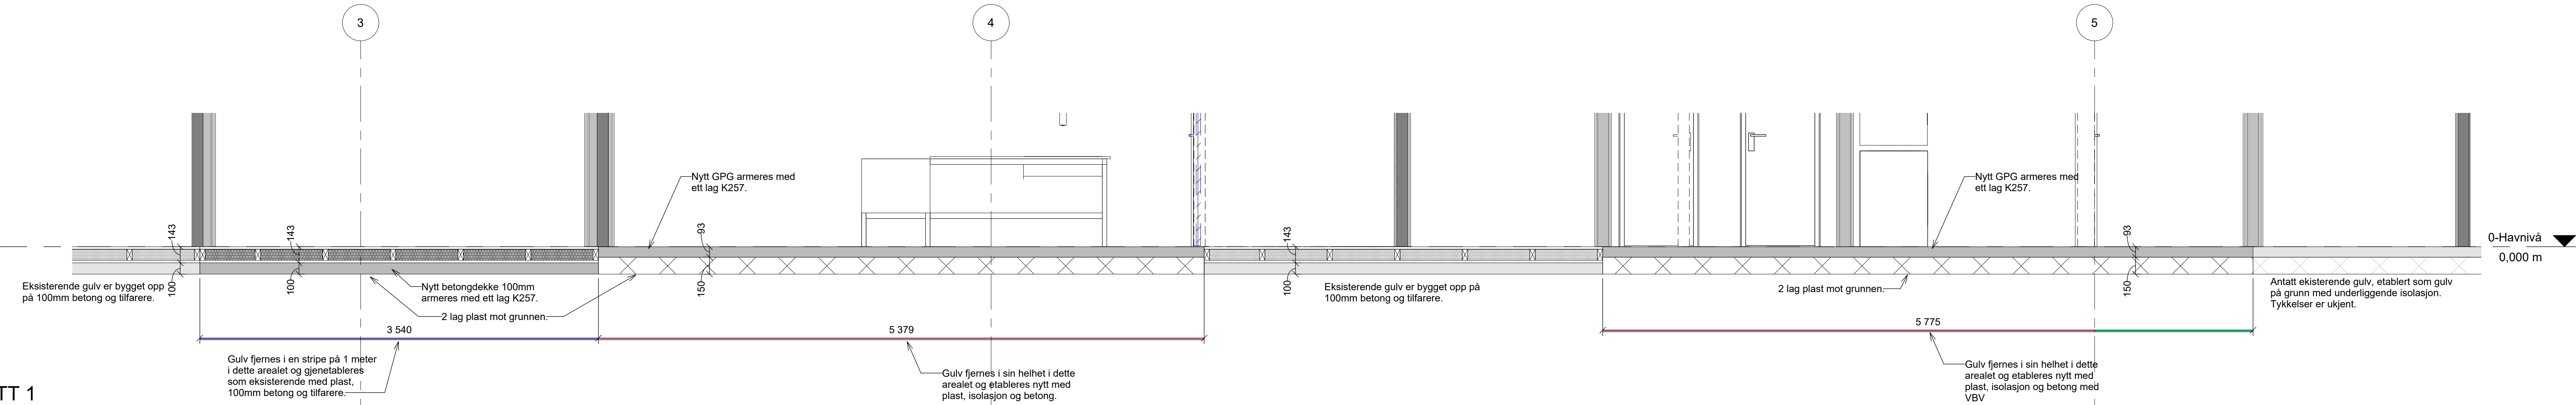 3
4
5
Nytt GPG armeres med
ett lag K257.
Nytt GPG armeres med
ett lag K257.
143
143
93
143
93
0-Havnivå
0,000 m
100
100
150
100
150
Eksisterende gulv er bygget opp
på 100mm betong og tilfarere.
Nytt betongdekke 100mm
armeres med ett lag K257.
2 lag plast mot grunnen.
Eksisterende gulv er bygget opp på
100mm betong og tilfarere.
2 lag plast mot grunnen.
Antatt ekisterende gulv, etablert som gulv
på grunn med underliggende isolasjon.
Tykkelser er ukjent.
3 540
5 379
5 775
Gulv fjernes i en stripe på 1 meter
i dette arealet og gjenetableres
som eksisterende med plast,
100mm betong og tilfarere.
Gulv fjernes i sin helhet i dette
arealet og etableres nytt med
plast, isolasjon og betong.
Gulv fjernes i sin helhet i dette
arealet og etableres nytt med
plast, isolasjon og betong med
VBV
TT 1